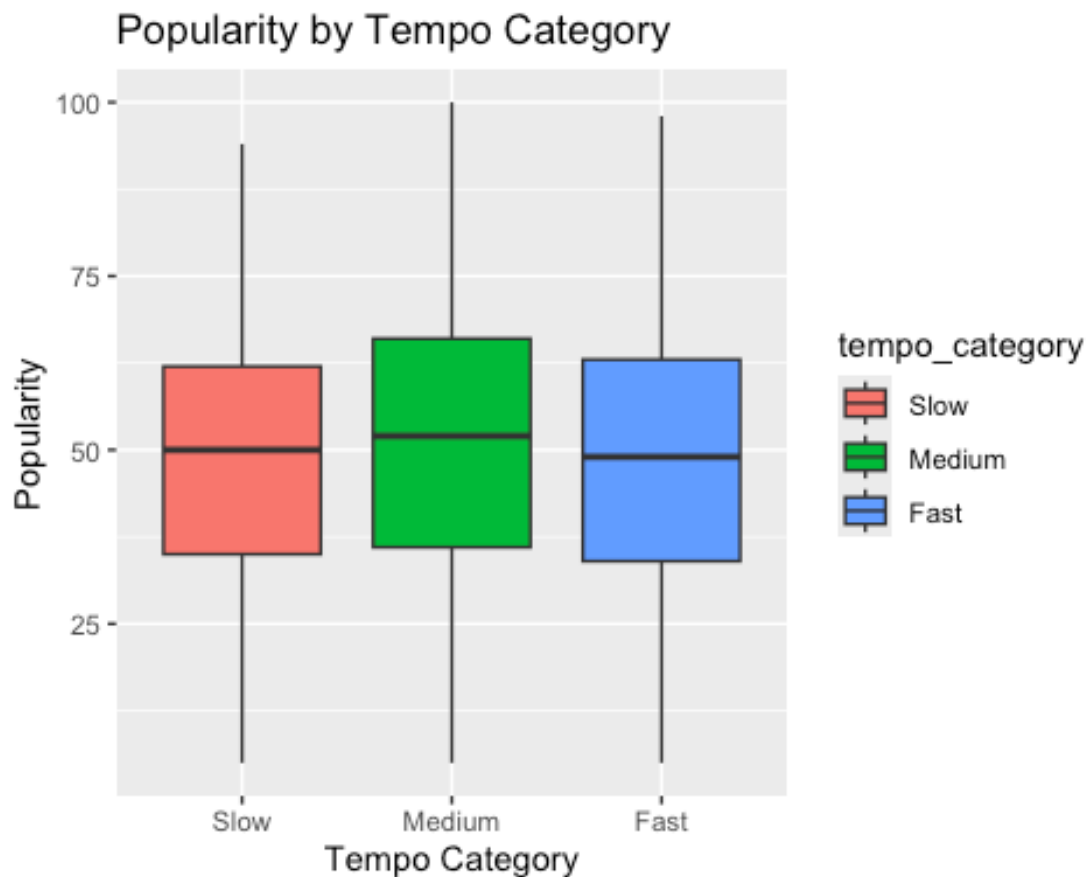 Popularity by Tempo Category
100
75
50
25
Popularity
Slow
Medium
Fast
Tempo Category
tempo_category
Slow
Medium
Fast